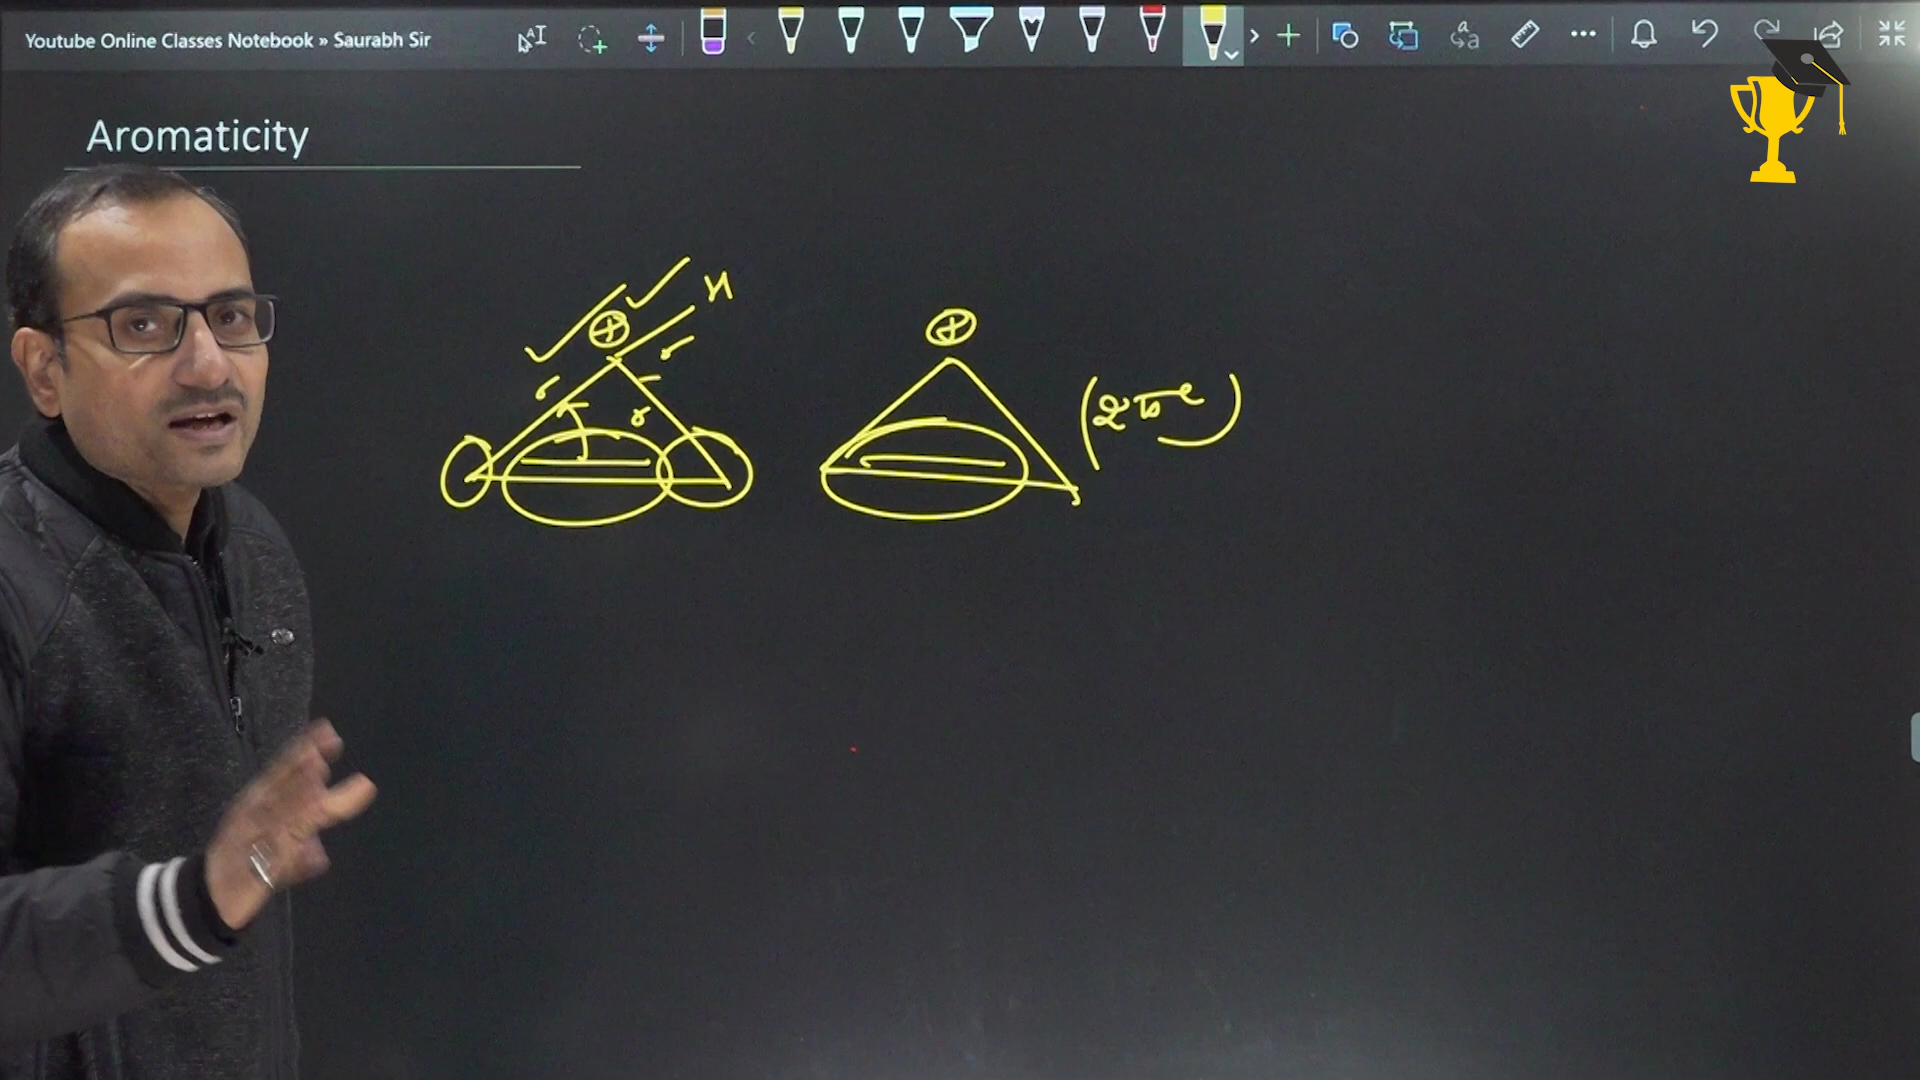 Youtube Online Classes Notebook » Saurabh Sir
Aromaticity
H
⊕
σ
σ
⊕
(2πe)